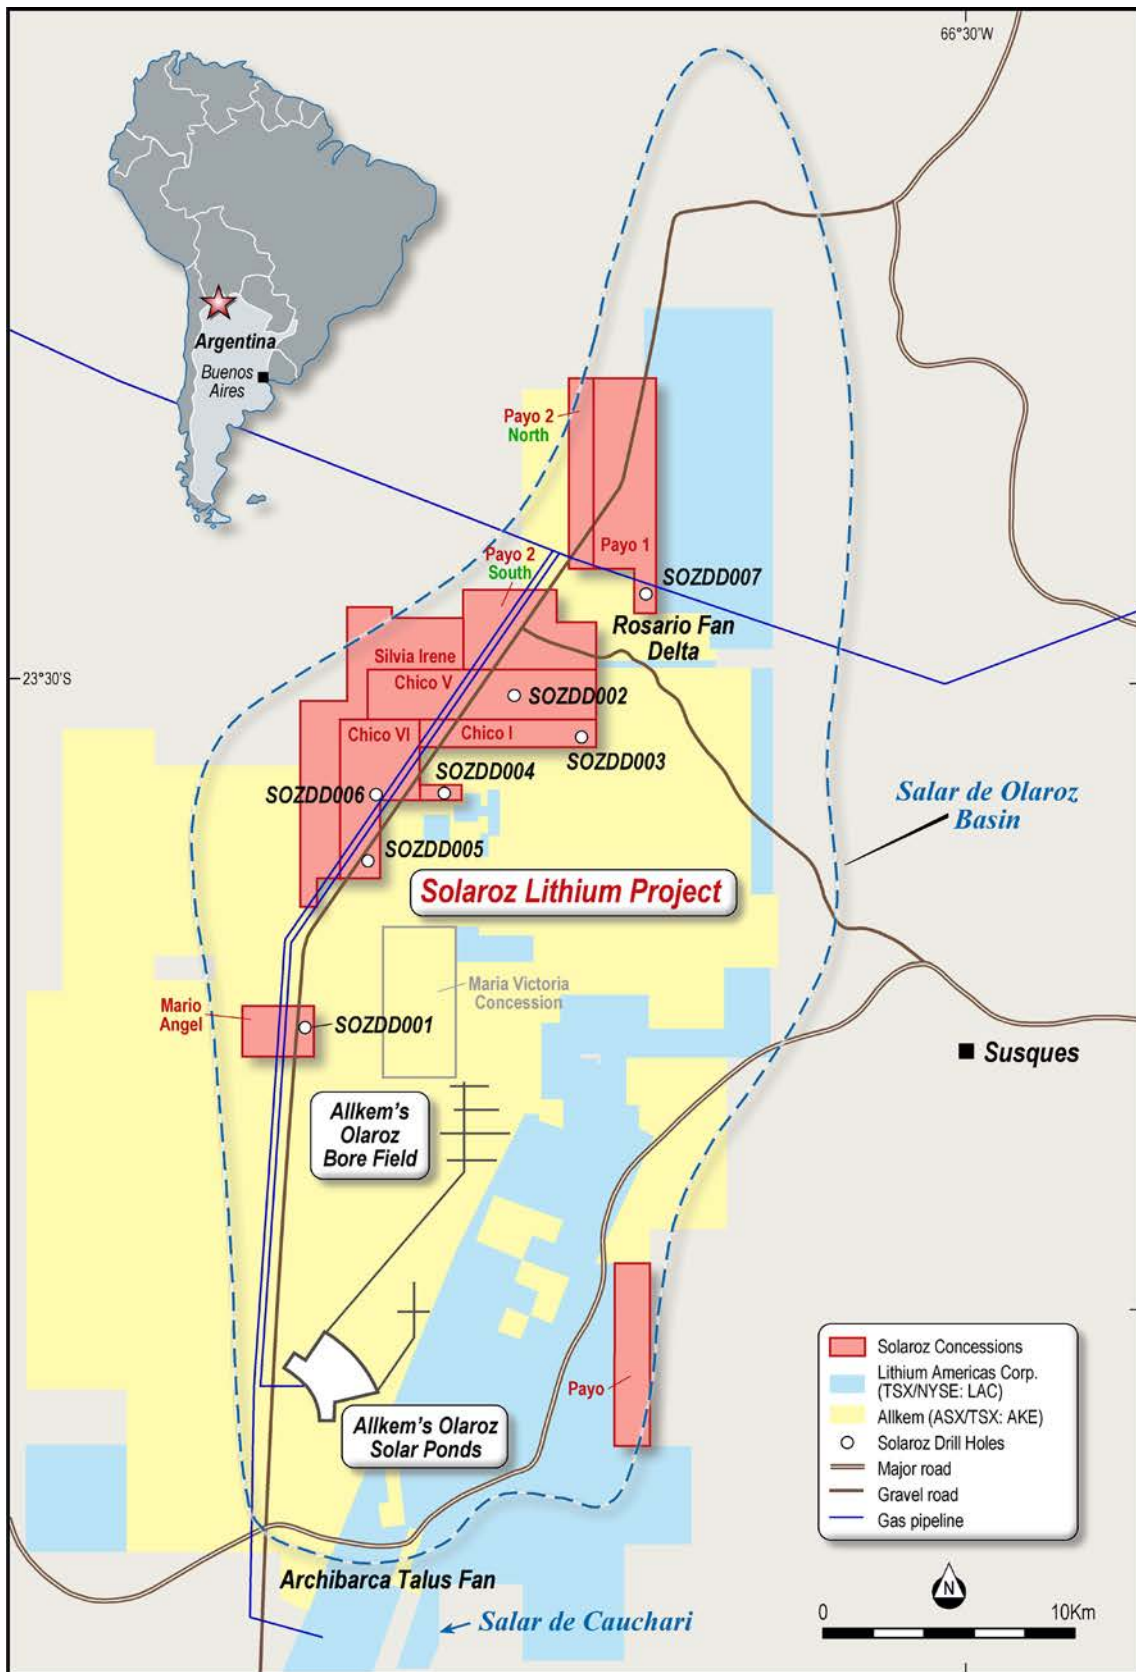 66°30'W
Argentina
Buenos
Aires
Payo 2
North
Payo 1
Payo 2
South
SOZDD007
Rosario Fan
Delta
23°30'S
Silvia Irene
Chico V
SOZDD002
Chico VI
Chico I
SOZDD003
SOZDD004
SOZDD006
SOZDD005
Salar de Olaroz
Basin
Solaroz Lithium Project
Maria Victoria
Concession
Mario
Angel
SOZDD001
Susques
Allkem's
Olaroz
Bore Field
Payo
Allkem's Olaroz
Solar Ponds
Solaroz Concessions
Lithium Americas Corp.
(TSX/NYSE: LAC)
Allkem (ASX/TSX: AKE)
Solaroz Drill Holes
Major road
Gravel road
Gas pipeline
Archibarca Talus Fan
Salar de Cauchari
N
0 10Km